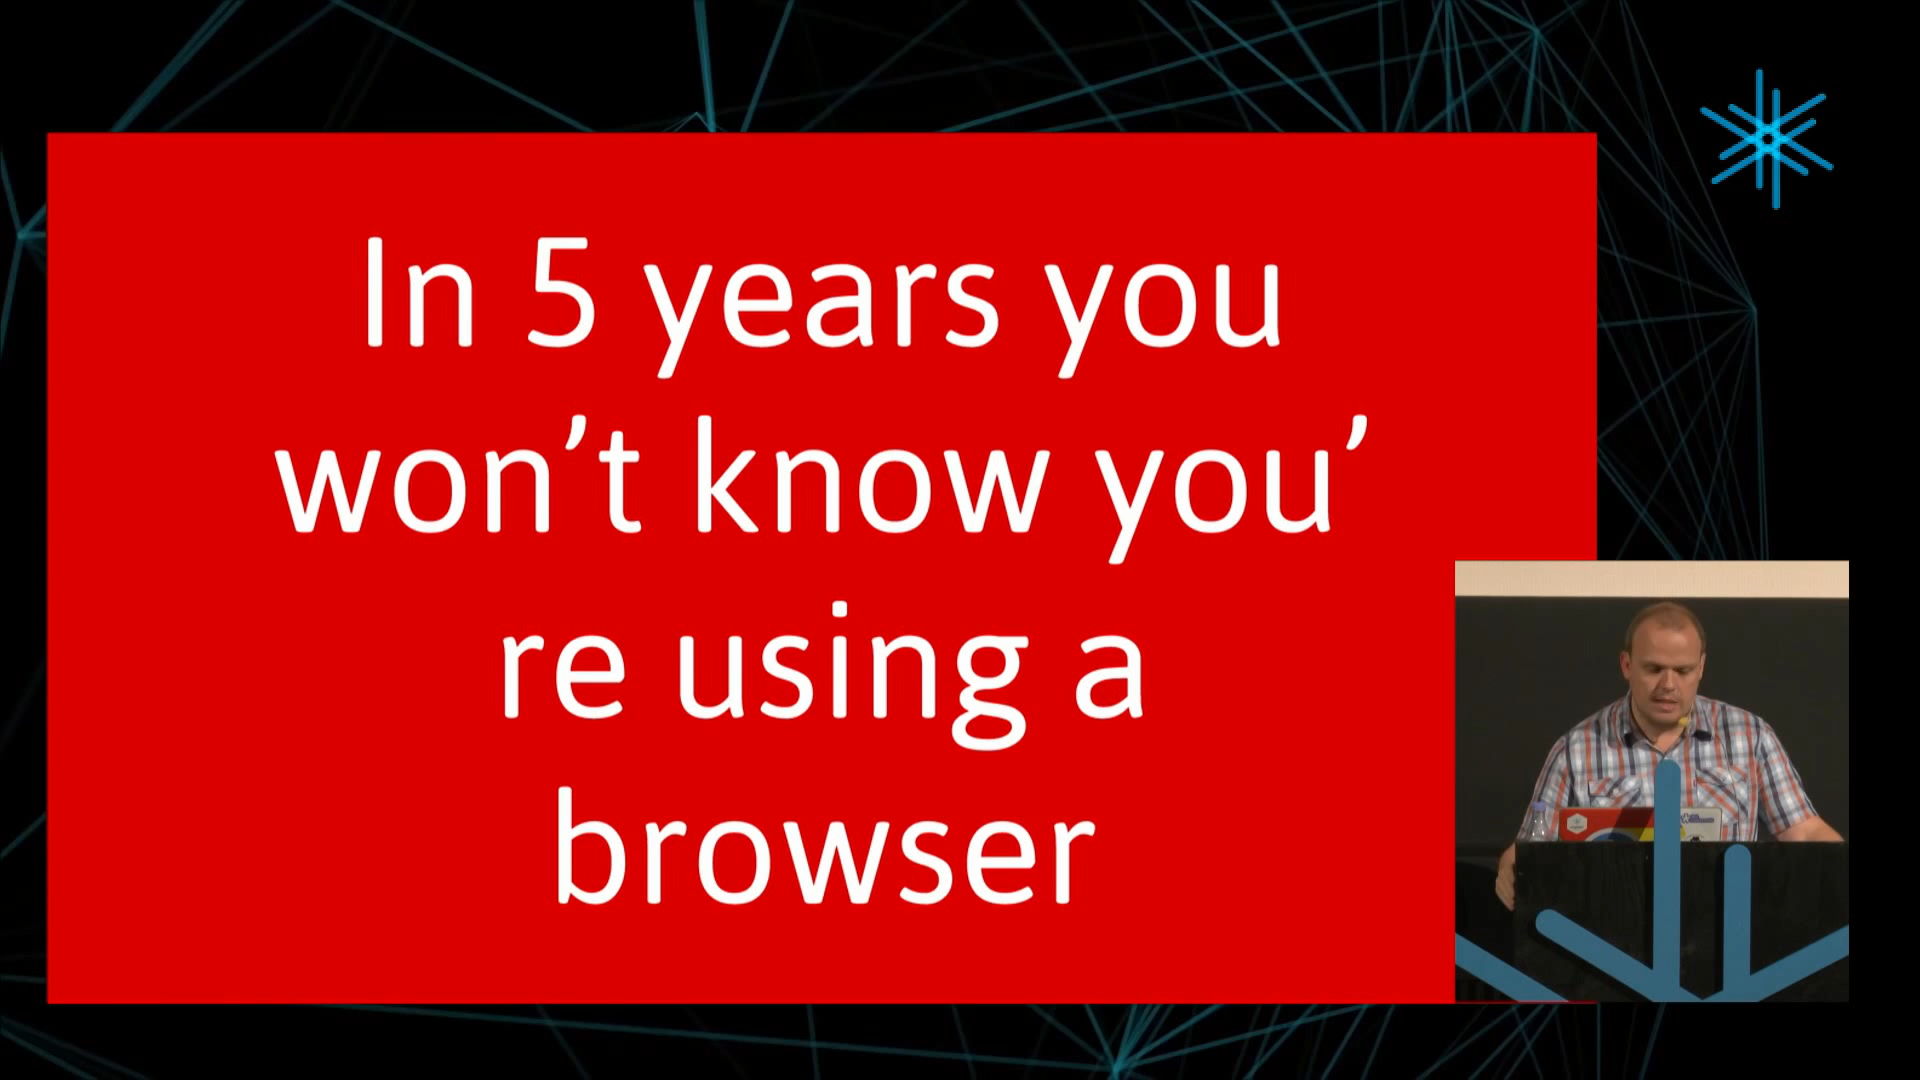 In 5 years you
won’t know you’
re using a
browser